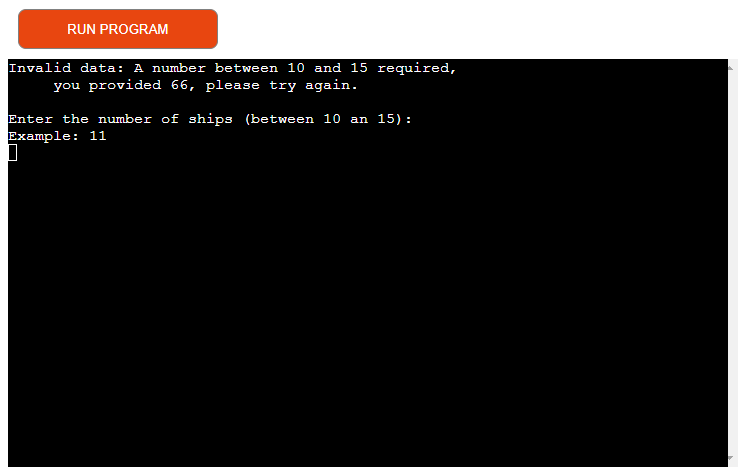 RUN PROGRAM
Invalid data: A number between 10 and 15 required,
you provided 66, please try again.
Enter the number of ships (between 10 an 15):
Example: 11